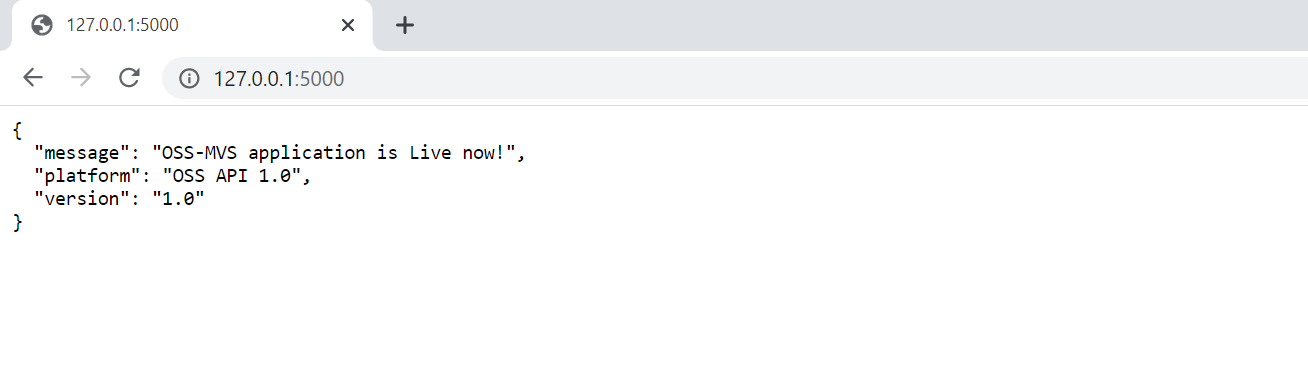 127.0.0.1:5000
127.0.0.1:5000
{
  "message": "OSS-MVS application is Live now!",
  "platform": "OSS API 1.0",
  "version": "1.0"
}